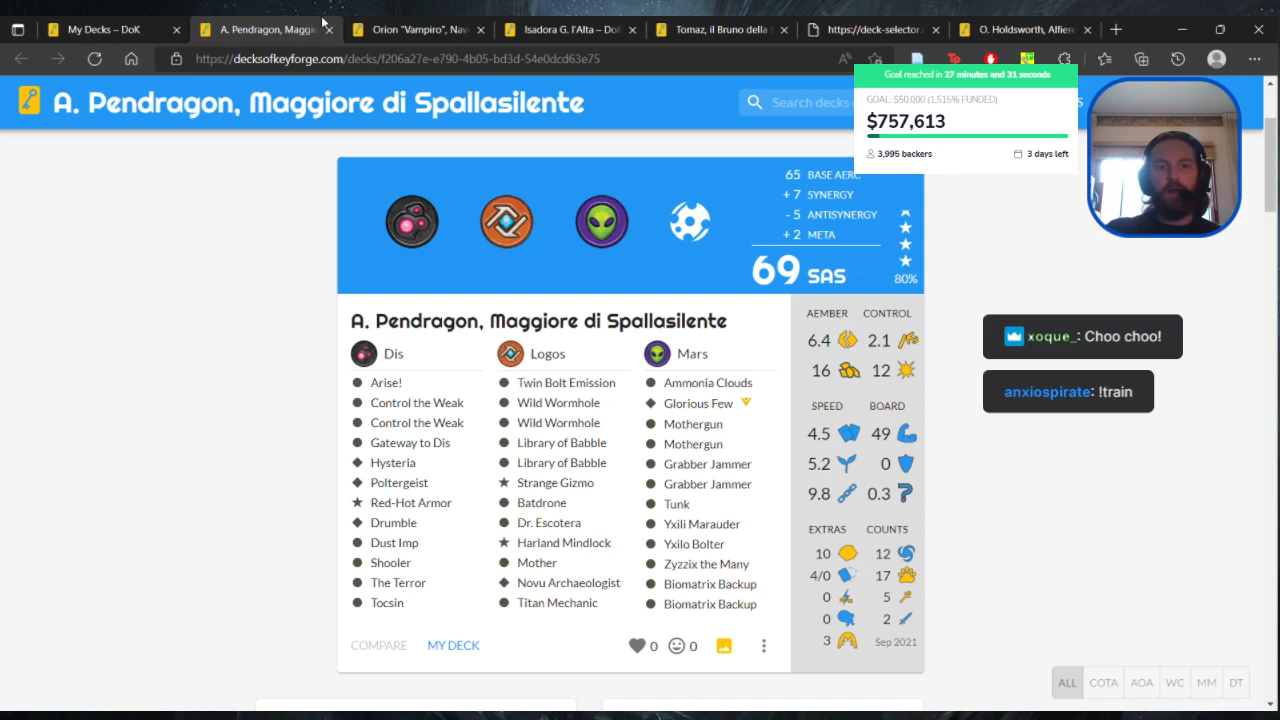 My Decks – DoK
A. Pendragon, Maggi
Orion "Vampiro", Nav
Isadora G. l'Alta – Do
Tomaz, il Bruno della
https://deck-selector.
O. Holdsworth, Alfiere
https://decksofkeyforge.com/decks/f206a27e-e790-4b05-bd3d-54e0dcd63e75
A. Pendragon, Maggiore di Spallasilente
Search decks
Goal reached in 27 minutes and 31 seconds
GOAL: $50,000 (1,515% FUNDED)
$757,613
3,995 backers
3 days left
65 BASE AERC
+ 7 SYNERGY
- 5 ANTISYNERGY
+ 2 META
69 SAS
80%
A. Pendragon, Maggiore di Spallasilente
Dis
Arise!
Control the Weak
Control the Weak
Gateway to Dis
Hysteria
Poltergeist
Red-Hot Armor
Drumble
Dust Imp
Shooler
The Terror
Tocsin
Logos
Twin Bolt Emission
Wild Wormhole
Wild Wormhole
Library of Babble
Library of Babble
Strange Gizmo
Batdrone
Dr. Escotera
Harland Mindlock
Mother
Novu Archaeologist
Titan Mechanic
Mars
Ammonia Clouds
Glorious Few
Mothergun
Mothergun
Grabber Jammer
Grabber Jammer
Tunk
Yxili Marauder
Yxilo Bolter
Zyzzix the Many
Biomatrix Backup
Biomatrix Backup
AEMBER CONTROL
6.4 2.1
16 12
SPEED BOARD
4.5 49
5.2 0
9.8 0.3
EXTRAS COUNTS
10 12
4/0 17
0 5
0 2
3 Sep 2021
COMPARE MY DECK 0 0
xoque_: Choo choo!
anxiospirate: !train
ALL COTA AOA WC MM DT